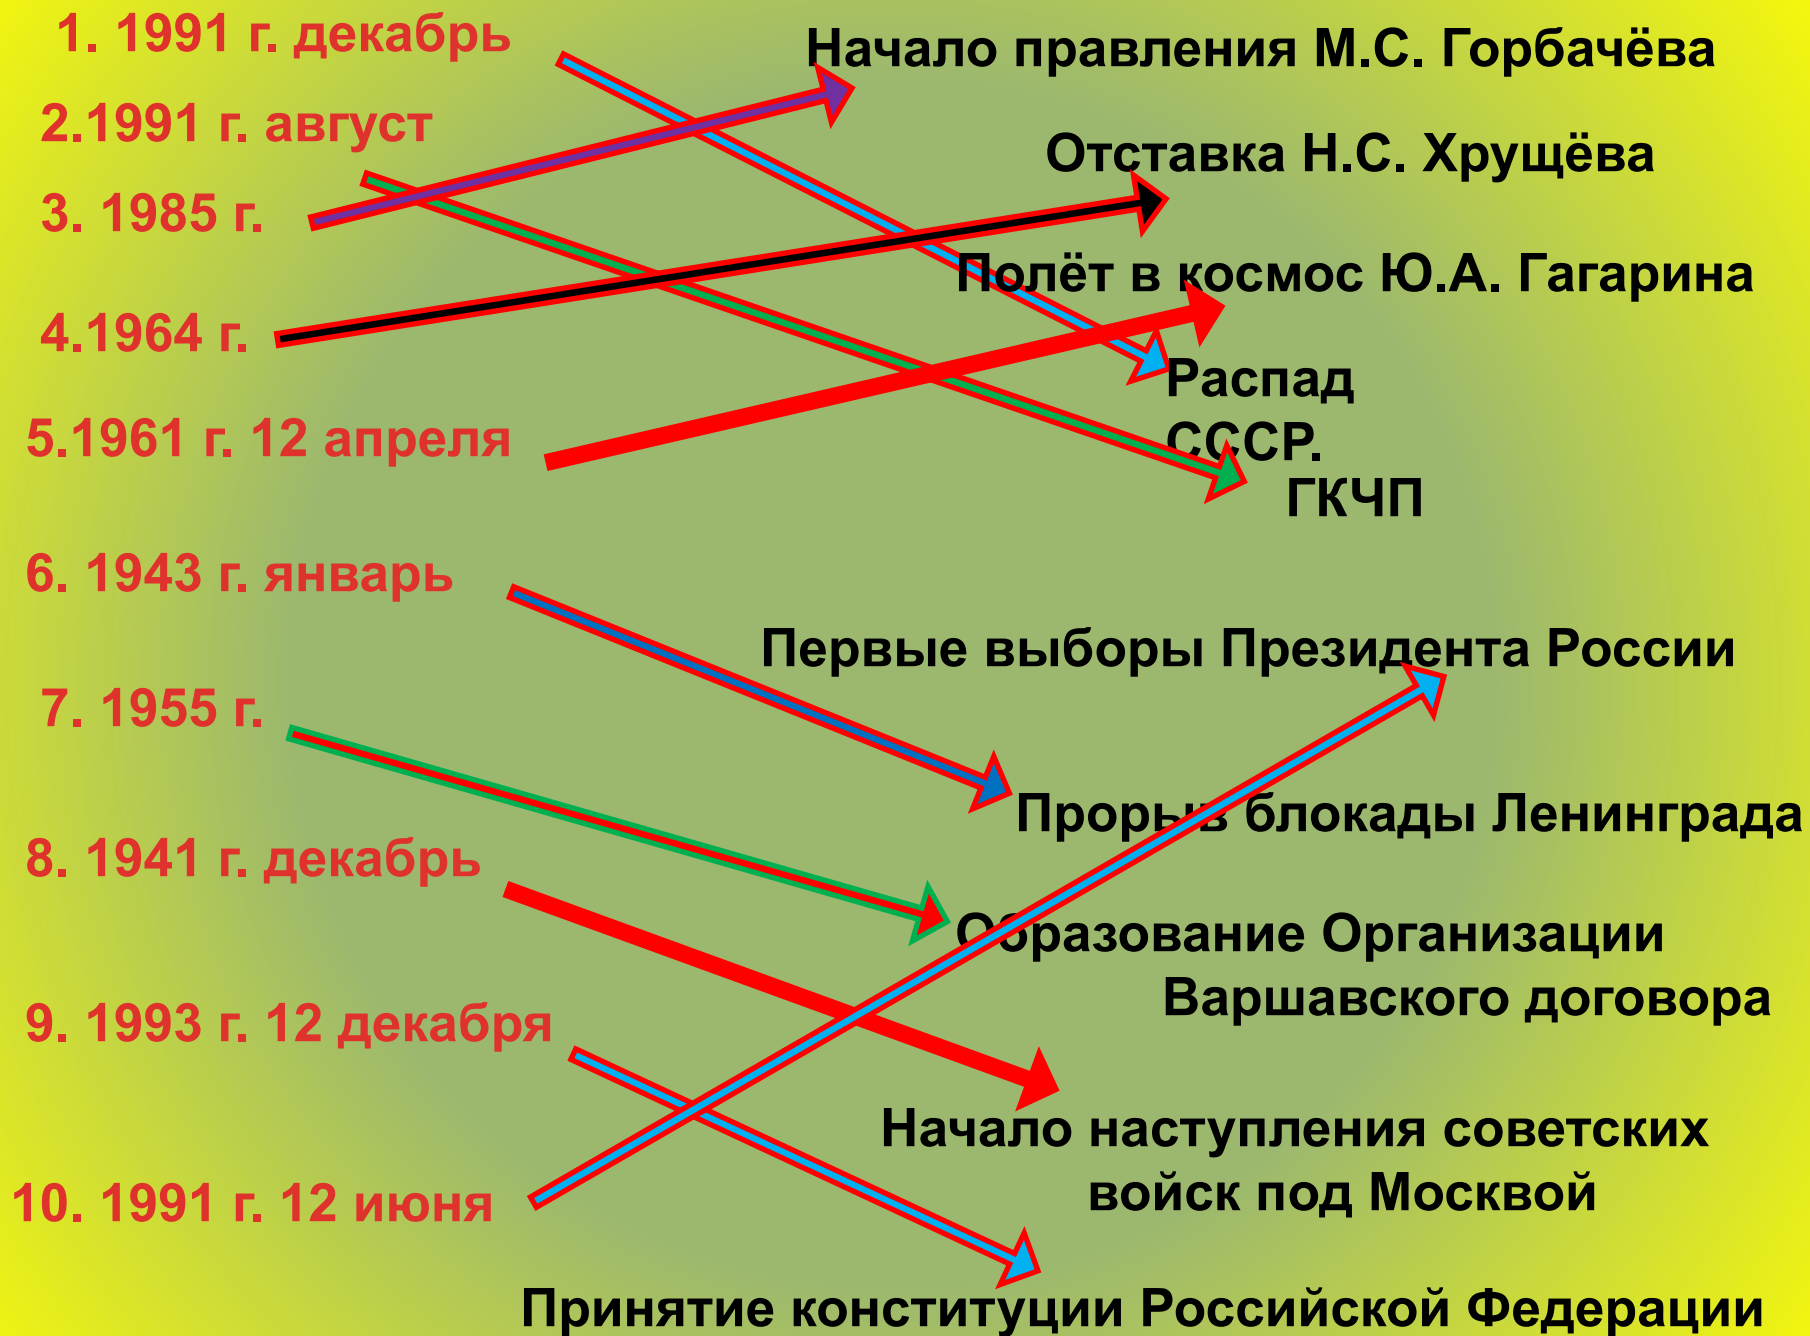 1. 1991 г. декабрь
2.1991 г. август
3. 1985 г.
4.1964 г.
5.1961 г. 12 апреля
6. 1943 г. январь
7. 1955 г.
8. 1941 г. декабрь
9. 1993 г. 12 декабря
10. 1991 г. 12 июня
Начало правления М.С. Горбачёва
Отставка Н.С. Хрущёва
Полёт в космос Ю.А. Гагарина
Распад
СССР.
ГКЧП
Первые выборы Президента России
Прорыв блокады Ленинграда
Образование Организации
Варшавского договора
Начало наступления советских
войск под Москвой
Принятие конституции Российской Федерации